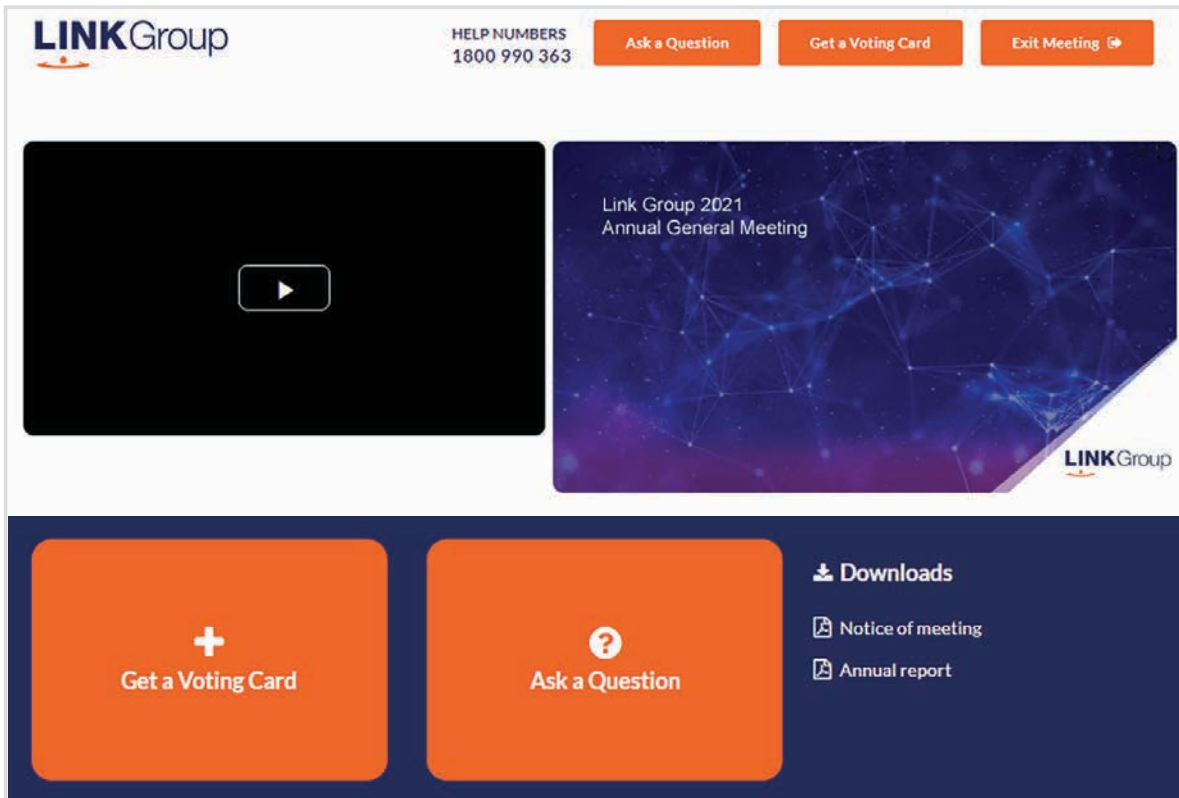 LINKGroup
HELP NUMBERS
1800 990 363
Ask a Question
Get a Voting Card
Exit Meeting
Link Group 2021
Annual General Meeting
LINKGroup
Get a Voting Card
Ask a Question
Downloads
Notice of meeting
Annual report